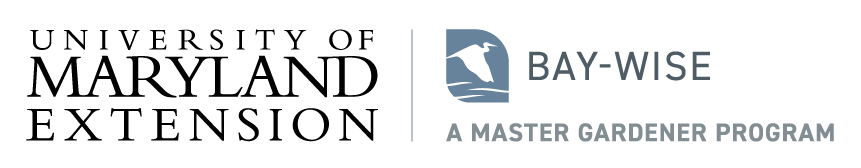 UNIVERSITY OF
MARYLAND
EXTENSION
BAY-WISE
A MASTER GARDENER PROGRAM